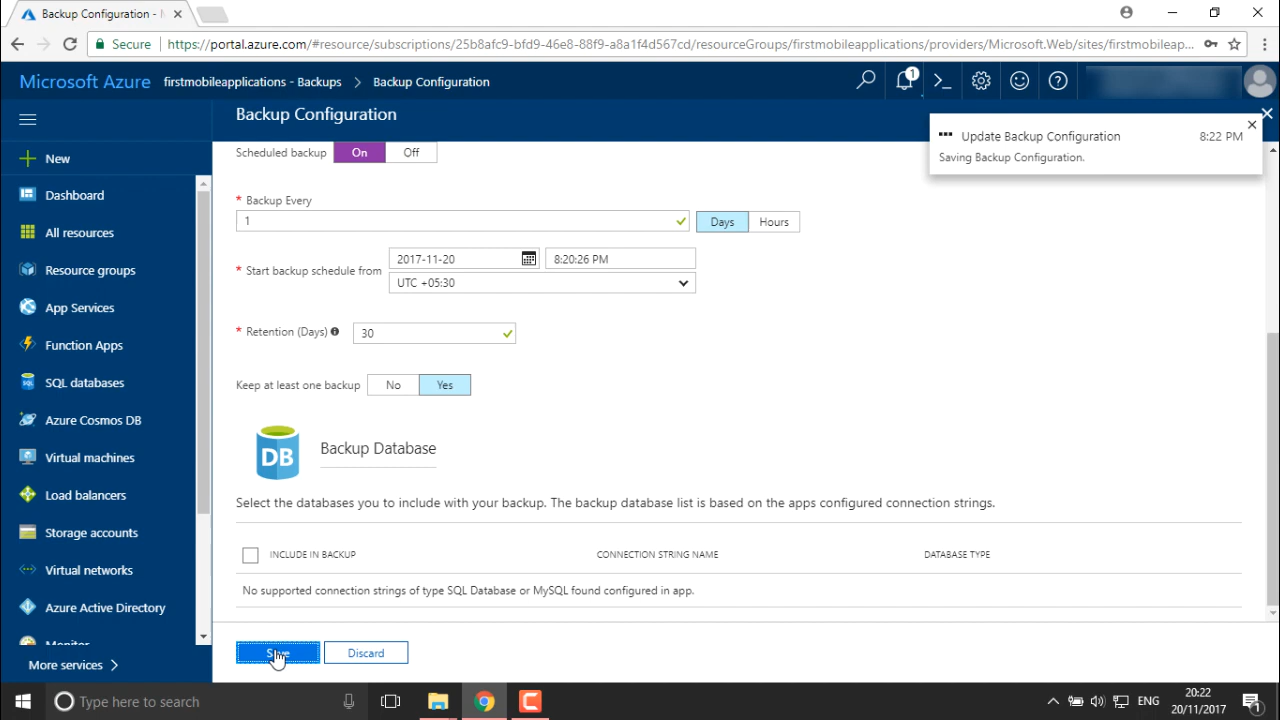 Backup Configuration -
Secure
https://portal.azure.com/#resource/subscriptions/25b8afc9-bfd9-46e8-88f9-a8a1f4d567cd/resourceGroups/firstmobileapplications/providers/Microsoft.Web/sites/firstmobileap...
Microsoft Azure firstmobileapplications - Backups > Backup Configuration
1
Backup Configuration
Update Backup Configuration 8:22 PM
Saving Backup Configuration.
New
Dashboard
All resources
Resource groups
App Services
Function Apps
SQL databases
Azure Cosmos DB
Virtual machines
Load balancers
Storage accounts
Virtual networks
Azure Active Directory
Monitor
More services >
Scheduled backup On Off
* Backup Every
1 Days Hours
* Start backup schedule from
2017-11-20 8:20:26 PM
UTC +05:30
* Retention (Days) 30
Keep at least one backup No Yes
DB Backup Database
Select the databases you to include with your backup. The backup database list is based on the apps configured connection strings.
INCLUDE IN BACKUP CONNECTION STRING NAME DATABASE TYPE
No supported connection strings of type SQL Database or MySQL found configured in app.
Save Discard
Type here to search
ENG
20:22
20/11/2017
1